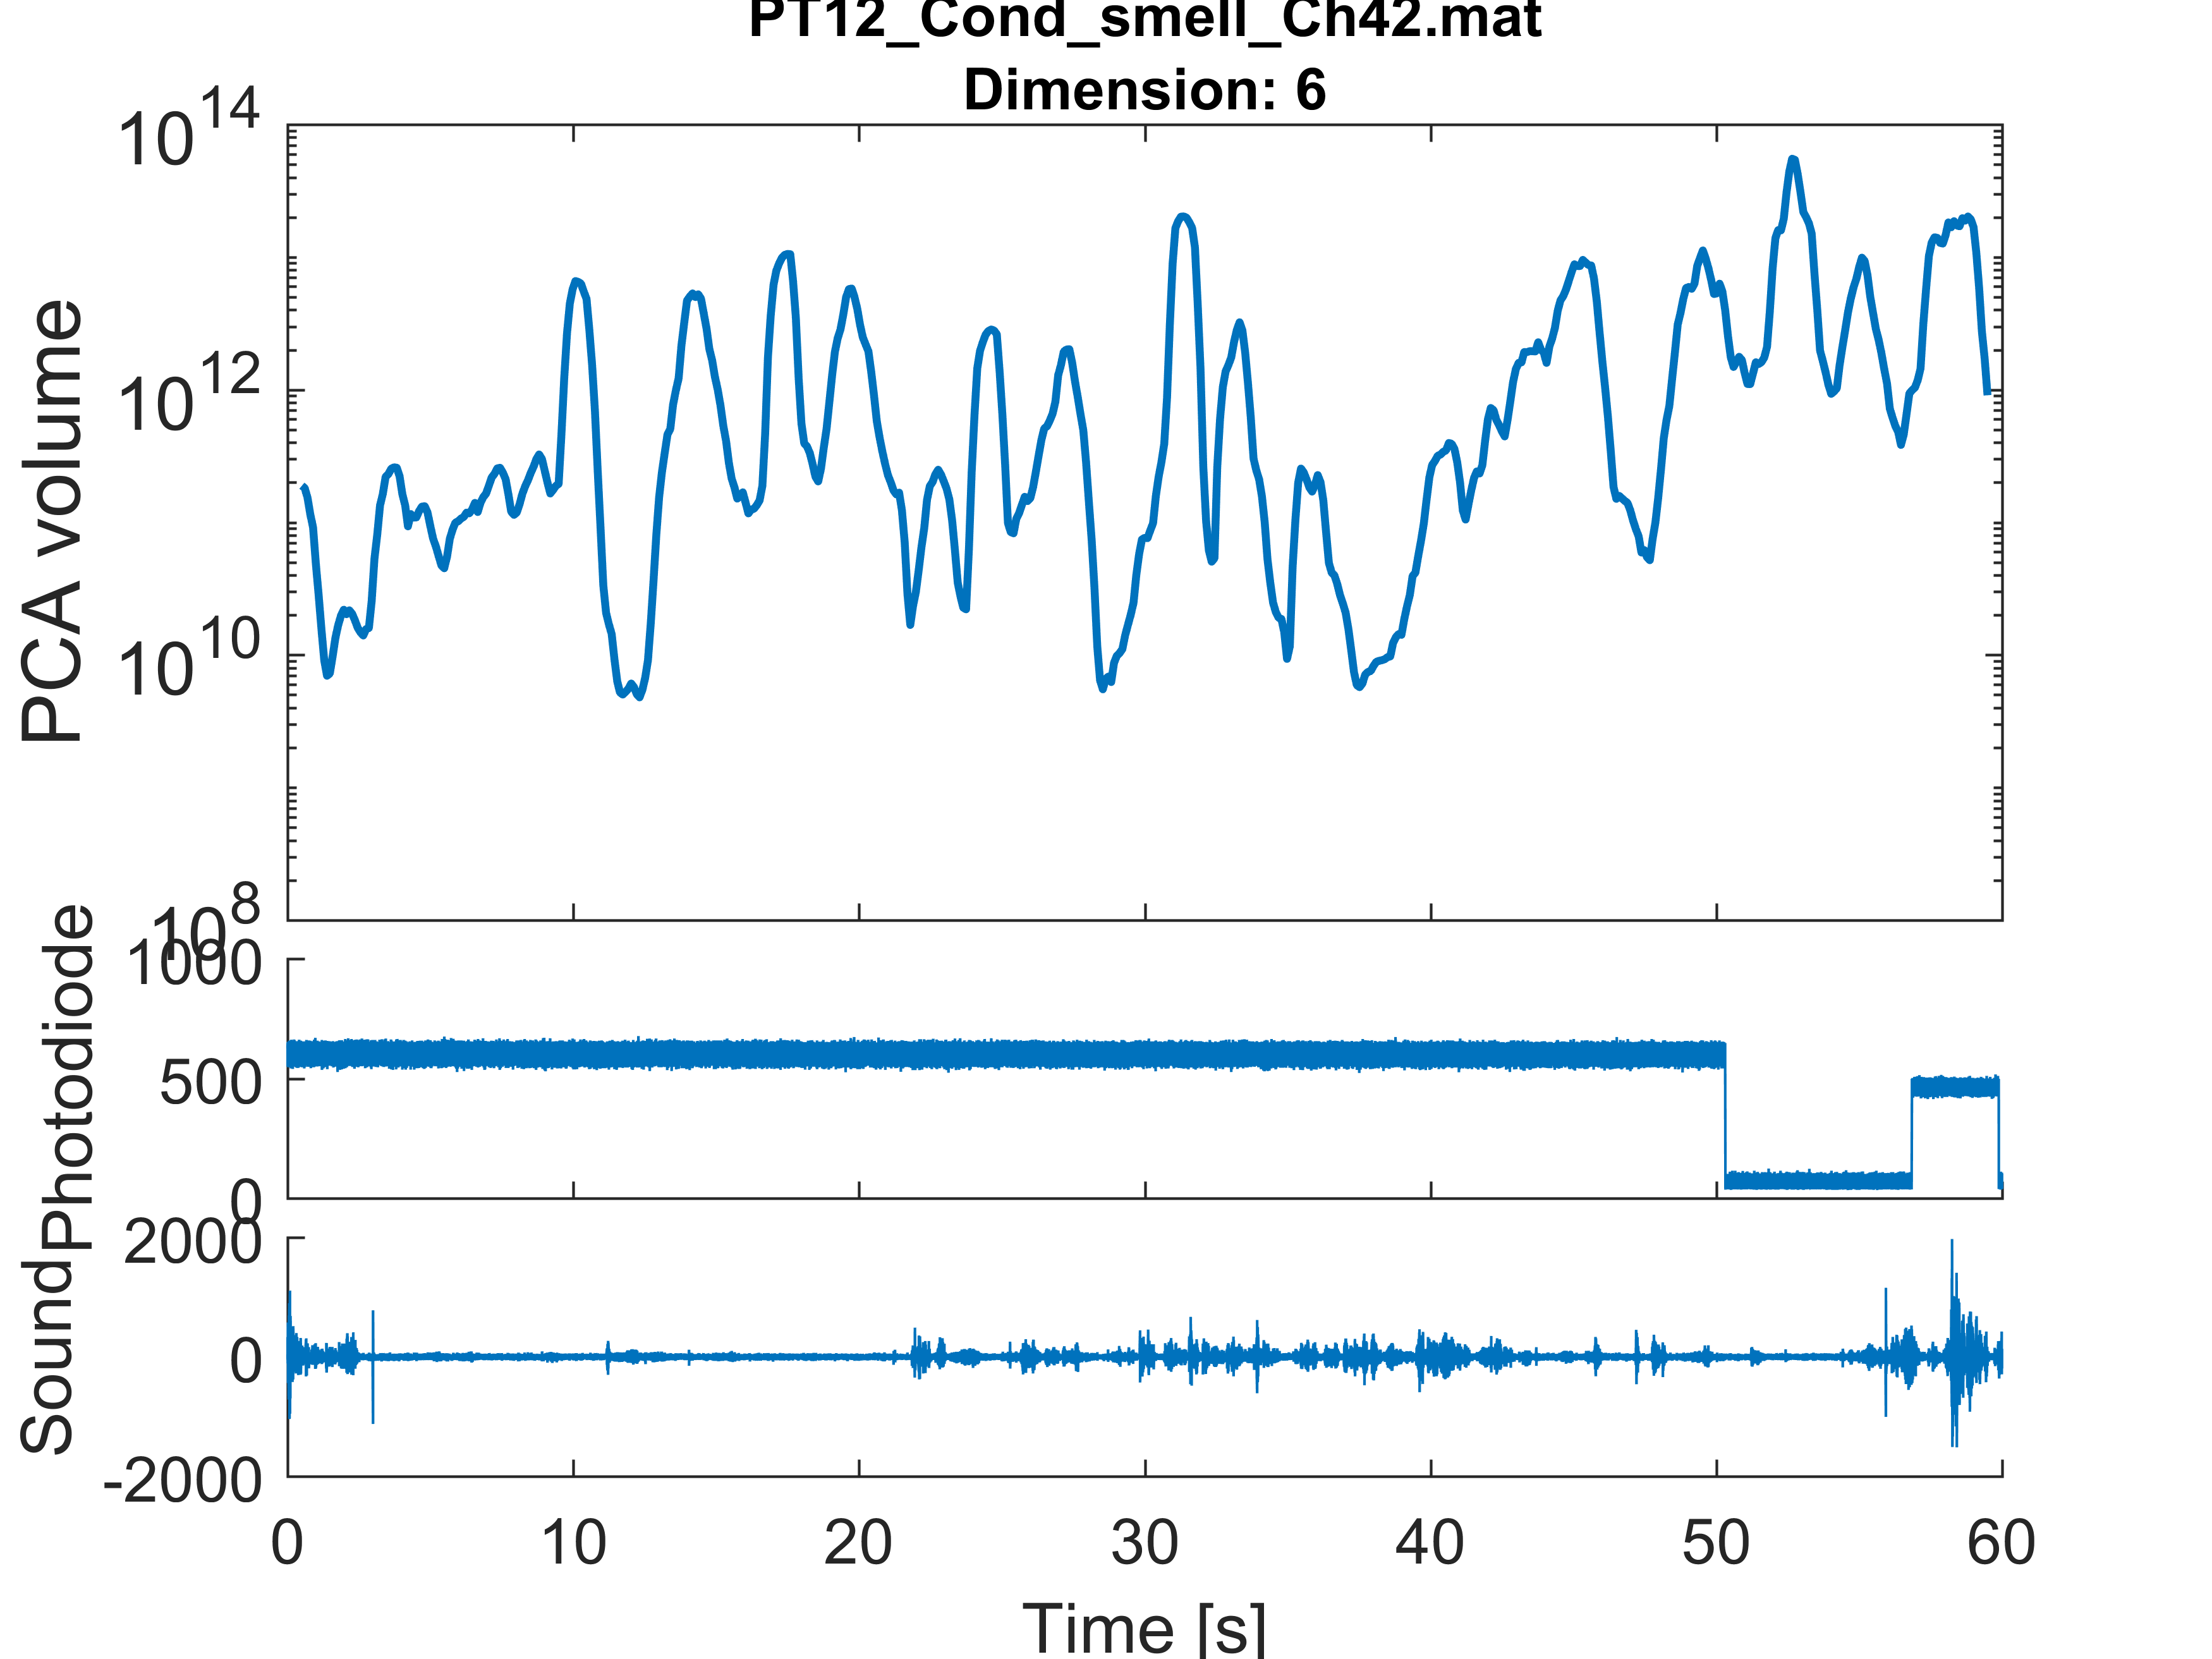 PT12_Cond_smell_Ch42.mat
Dimension: 6
PCA volume
10^14
10^12
10^10
10^8
Photodiode
1000
500
0
Sound
2000
0
-2000
0 10 20 30 40 50 60
Time [s]